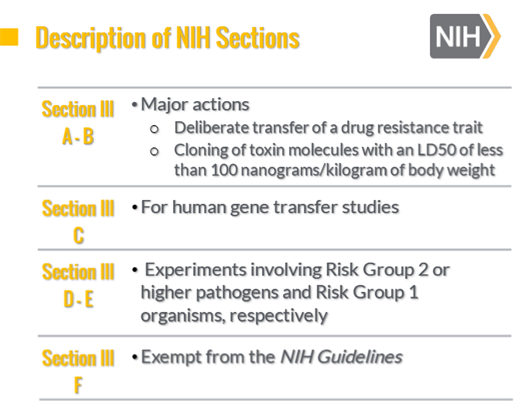 Description of NIH Sections
NIH
Section III
A - B
• Major actions
o Deliberate transfer of a drug resistance trait
o Cloning of toxin molecules with an LD50 of less
than 100 nanograms/kilogram of body weight
Section III
C
• For human gene transfer studies
Section III
D - E
• Experiments involving Risk Group 2 or
higher pathogens and Risk Group 1
organisms, respectively
Section III
F
• Exempt from the NIH Guidelines